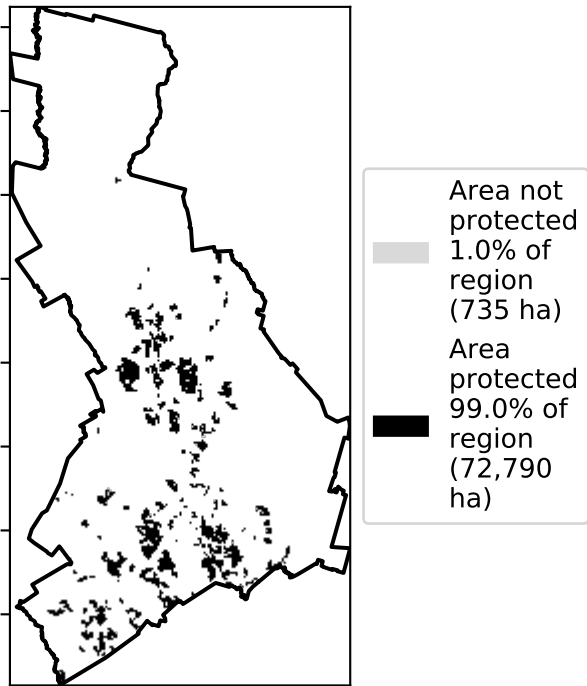 Area not
protected
1.0% of
region
(735 ha)
Area
protected
99.0% of
region
(72,790
ha)